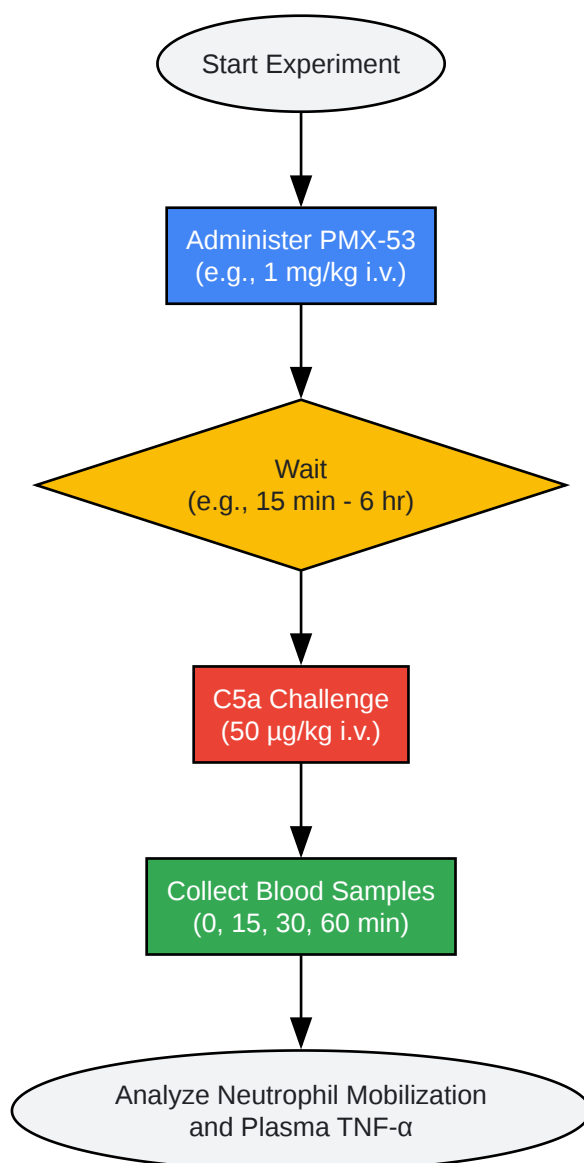 Start Experiment
Administer PMX-53
(e.g., 1 mg/kg i.v.)
Wait
(e.g., 15 min - 6 hr)
C5a Challenge
(50 µg/kg i.v.)
Collect Blood Samples
(0, 15, 30, 60 min)
Analyze Neutrophil Mobilization
and Plasma TNF-α